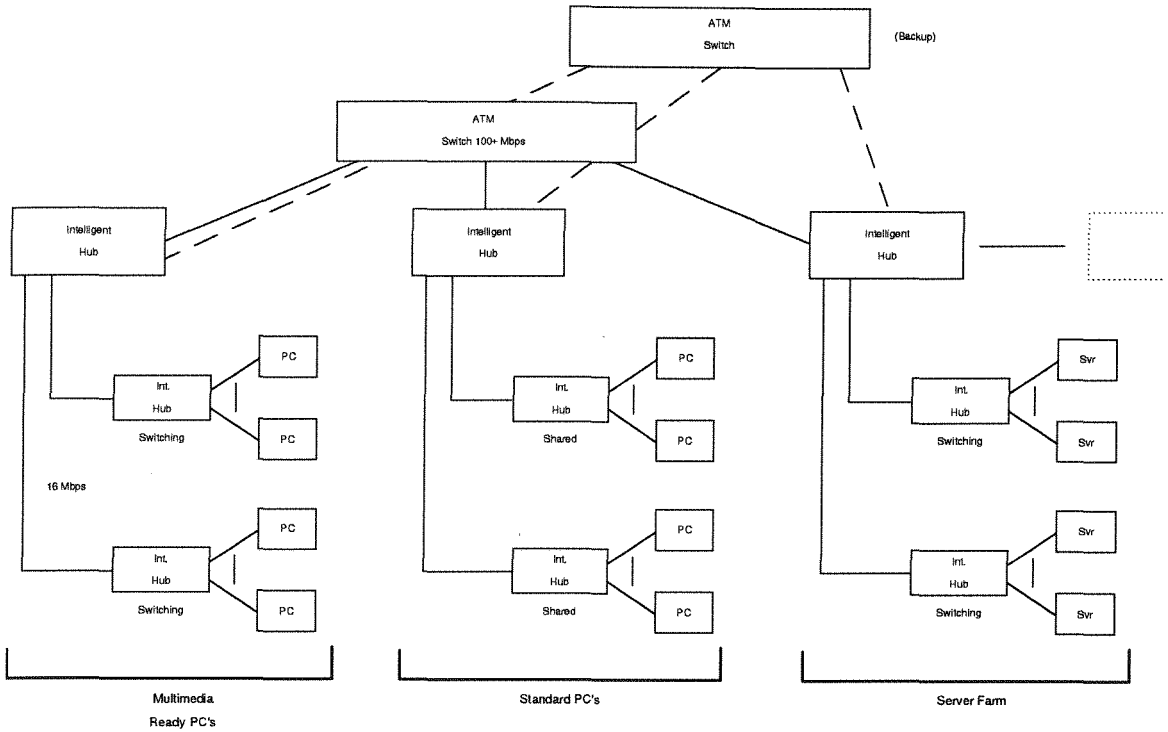 ATM
Switch
(Backup)
ATM
Switch 100+ Mbps
Intelligent
Hub
Intelligent
Hub
Intelligent
Hub
PC
Int.
Hub
PC
Switching
PC
Int.
Hub
PC
Shared
Svr
Int.
Hub
Svr
Switching
16 Mbps
PC
Int.
Hub
PC
Switching
PC
Int.
Hub
PC
Shared
Svr
Int.
Hub
Svr
Switching
Multimedia
Ready PC's
Standard PC's
Server Farm